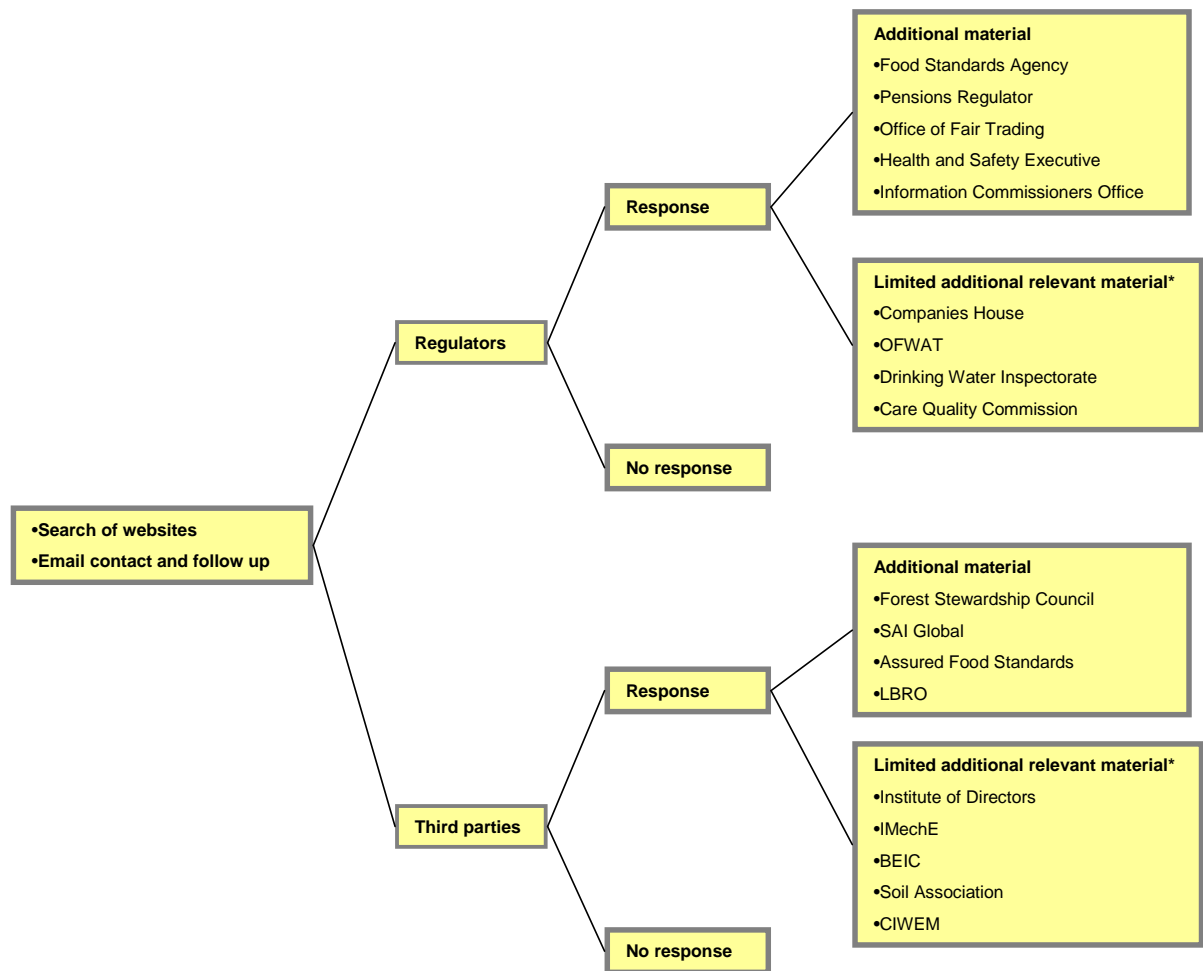 •Search of websites
•Email contact and follow up
Regulators
Response
Additional material
•Food Standards Agency
•Pensions Regulator
•Office of Fair Trading
•Health and Safety Executive
•Information Commissioners Office
Limited additional relevant material*
•Companies House
•OFWAT
•Drinking Water Inspectorate
•Care Quality Commission
No response
Third parties
Response
Additional material
•Forest Stewardship Council
•SAI Global
•Assured Food Standards
•LBRO
Limited additional relevant material*
•Institute of Directors
•IMechE
•BEIC
•Soil Association
•CIWEM
No response